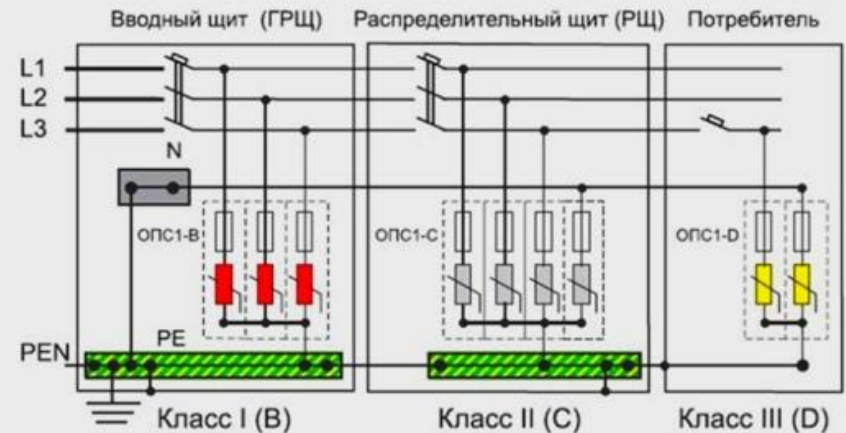 Вводный щит (ГРЩ) Распределительный щит (РЩ) Потребитель
L1
L2
L3
N
ОПС1-В ОПС1-С ОПС1-D
PEN PE
Класс I (В) Класс II (С) Класс III (D)